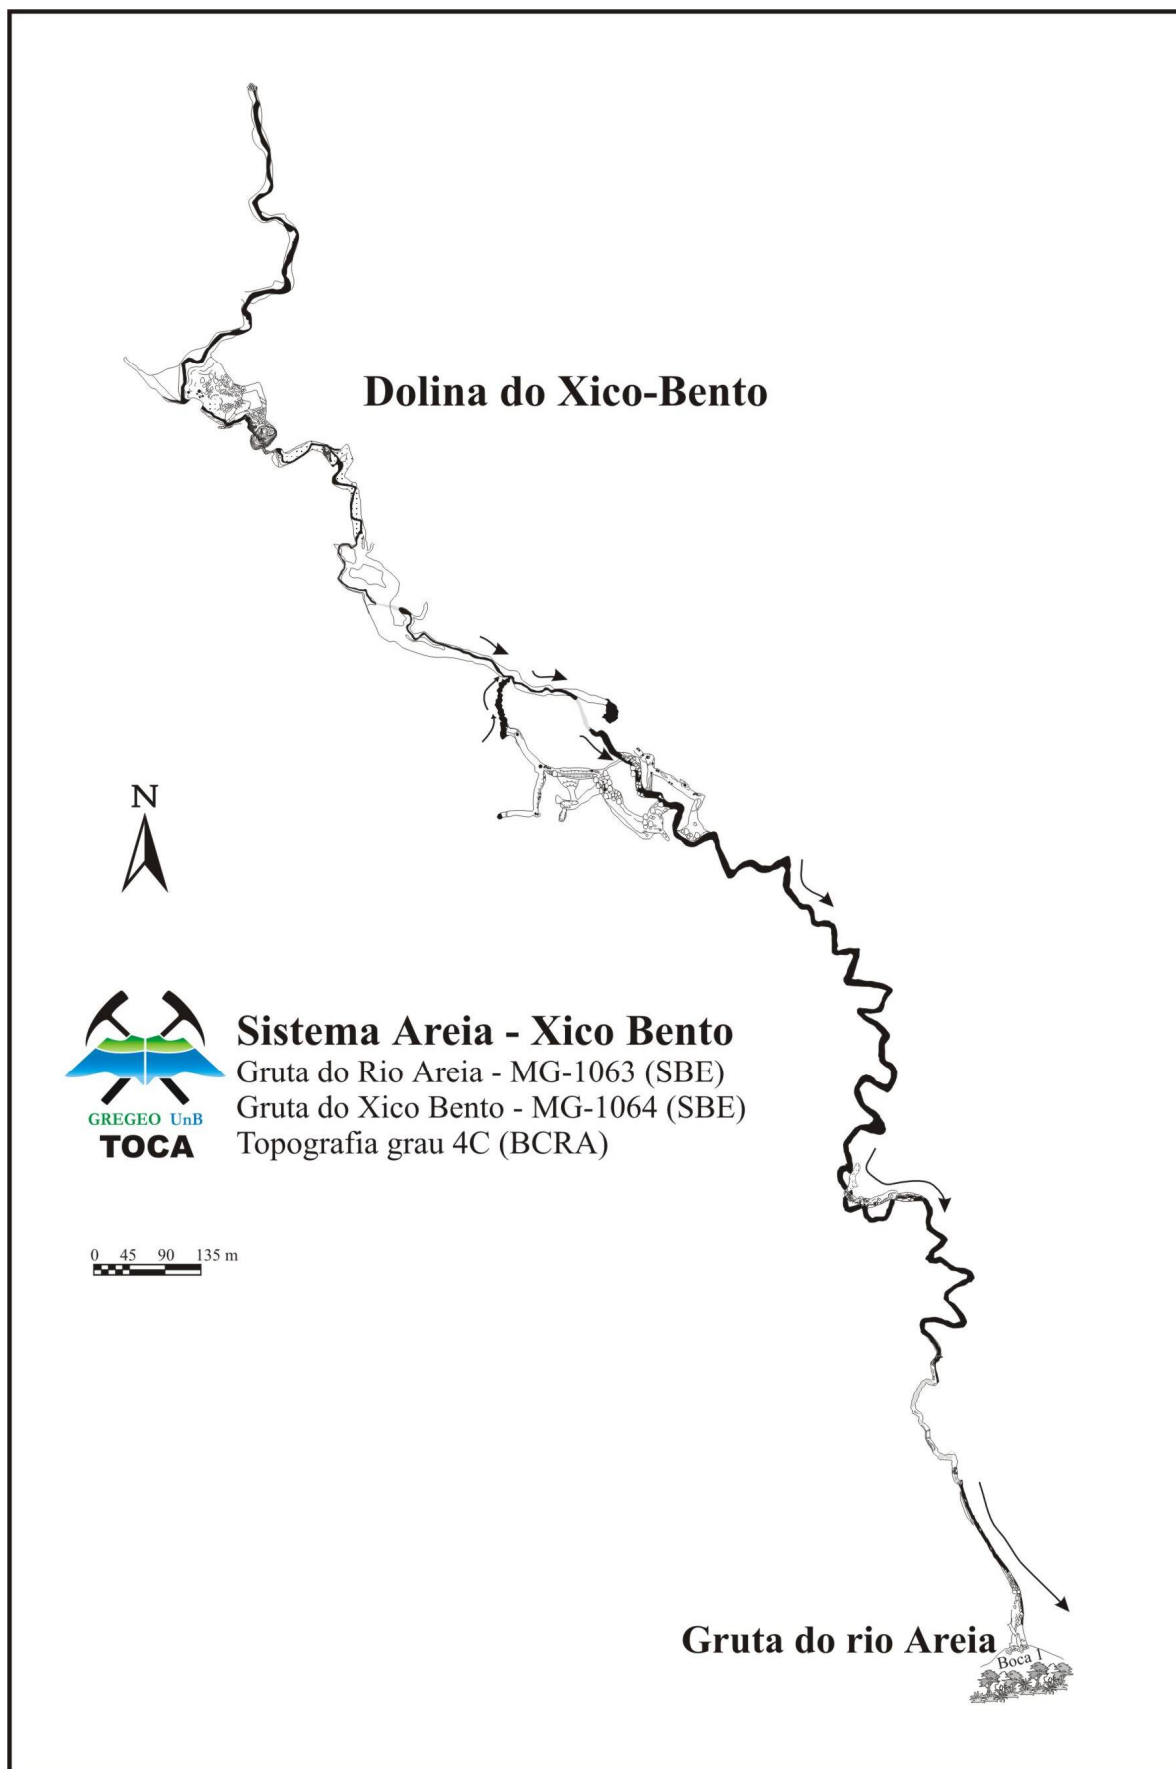 Dolina do Xico-Bento
N
Sistema Areia - Xico Bento
Gruta do Rio Areia - MG-1063 (SBE)
Gruta do Xico Bento - MG-1064 (SBE)
Topografia grau 4C (BCRA)
GREGEO UnB
TOCA
0 45 90 135 m
Gruta do rio Areia
Boca 1